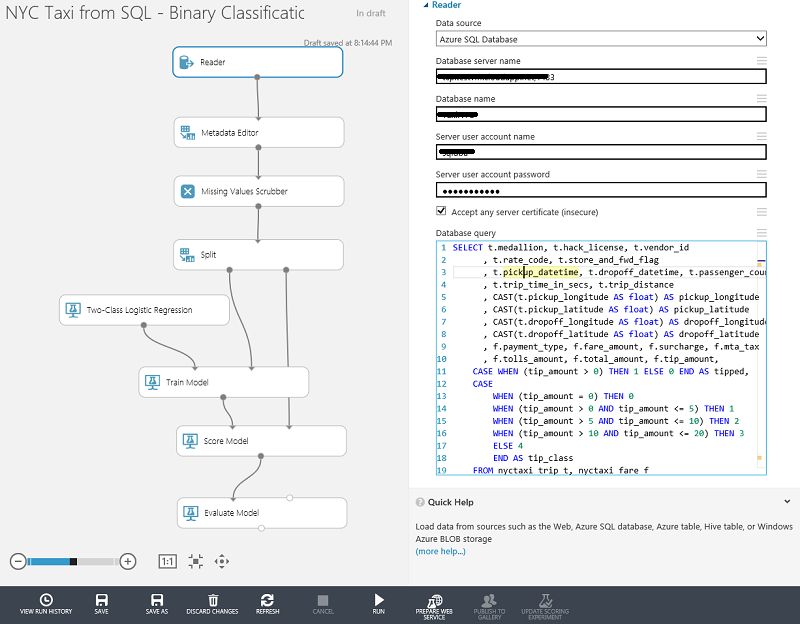 NYC Taxi from SQL - Binary Classificatic
In draft
Draft saved at 8:14:44 PM
Reader
Metadata Editor
Missing Values Scrubber
Split
Two-Class Logistic Regression
Train Model
Score Model
Evaluate Model
1:1
Reader
Data source
Azure SQL Database
Database server name
Database name
Server user account name
Server user account password
Accept any server certificate (insecure)
Database query
1 SELECT t.medallion, t.hack_license, t.vendor_id
2 , t.rate_code, t.store_and_fwd_flag
3 , t.pickup_datetime, t.dropoff_datetime, t.passenger_cou
4 , t.trip_time_in_secs, t.trip_distance
5 , CAST(t.pickup_longitude AS float) AS pickup_longitude
6 , CAST(t.pickup_latitude AS float) AS pickup_latitude
7 , CAST(t.dropoff_longitude AS float) AS dropoff_longitude
8 , CAST(t.dropoff_latitude AS float) AS dropoff_latitude
9 , f.payment_type, f.fare_amount, f.surcharge, f.mta_tax
10 , f.tolls_amount, f.total_amount, f.tip_amount,
11 CASE WHEN (tip_amount > 0) THEN 1 ELSE 0 END AS tipped,
12 CASE
13 WHEN (tip_amount = 0) THEN 0
14 WHEN (tip_amount > 0 AND tip_amount <= 5) THEN 1
15 WHEN (tip_amount > 5 AND tip_amount <= 10) THEN 2
16 WHEN (tip_amount > 10 AND tip_amount <= 20) THEN 3
17 ELSE 4
18 END AS tip_class
19 FROM nyctaxi_trip t, nyctaxi_fare f
Quick Help
Load data from sources such as the Web, Azure SQL database, Azure table, Hive table, or Windows
Azure BLOB storage
(more help...)
VIEW RUN HISTORY
SAVE
SAVE AS
DISCARD CHANGES
REFRESH
CANCEL
RUN
PREPARE WEB
SERVICE
PUBLISH TO
GALLERY
UPDATE SCORING
EXPERIMENT